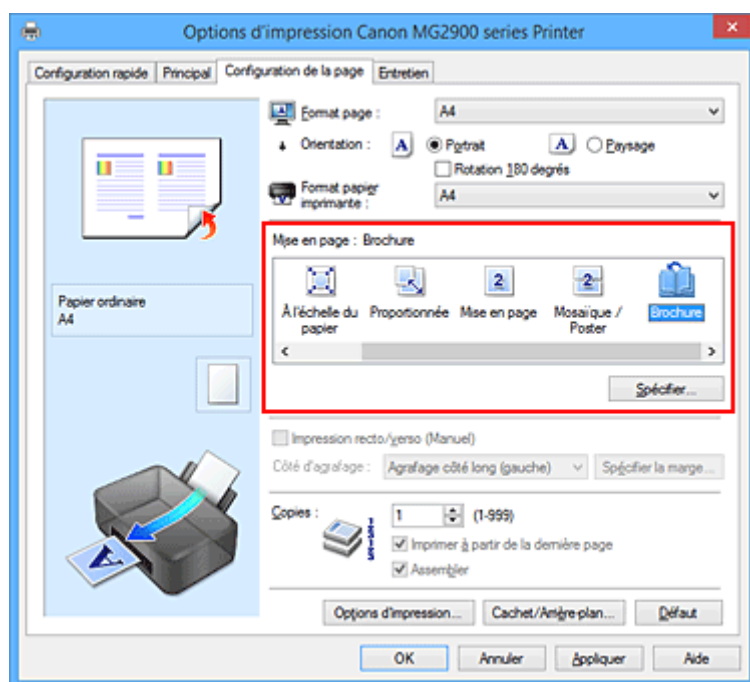 Options d'impression Canon MG2900 series Printer
Configuration rapide Principal Configuration de la page Entretien
Format page : A4
Orientation : A Portrait A Paysage
Rotation 180 degrés
Format papier
imprimante : A4
Mise en page : Brochure
À l'échelle du
papier
Proportionnée
Mise en page
Mosaïque /
Poster
Brochure
Spécifier...
Papier ordinaire
A4
Impression recto/verso (Manuel)
Côté d'agrafage : Agrafage côté long (gauche) Spécifier la marge...
Copies : 1 (1-999)
Imprimer à partir de la dernière page
Assembler
Options d'impression... Cachet/Arrière-plan... Défaut
OK Annuler Appliquer Aide